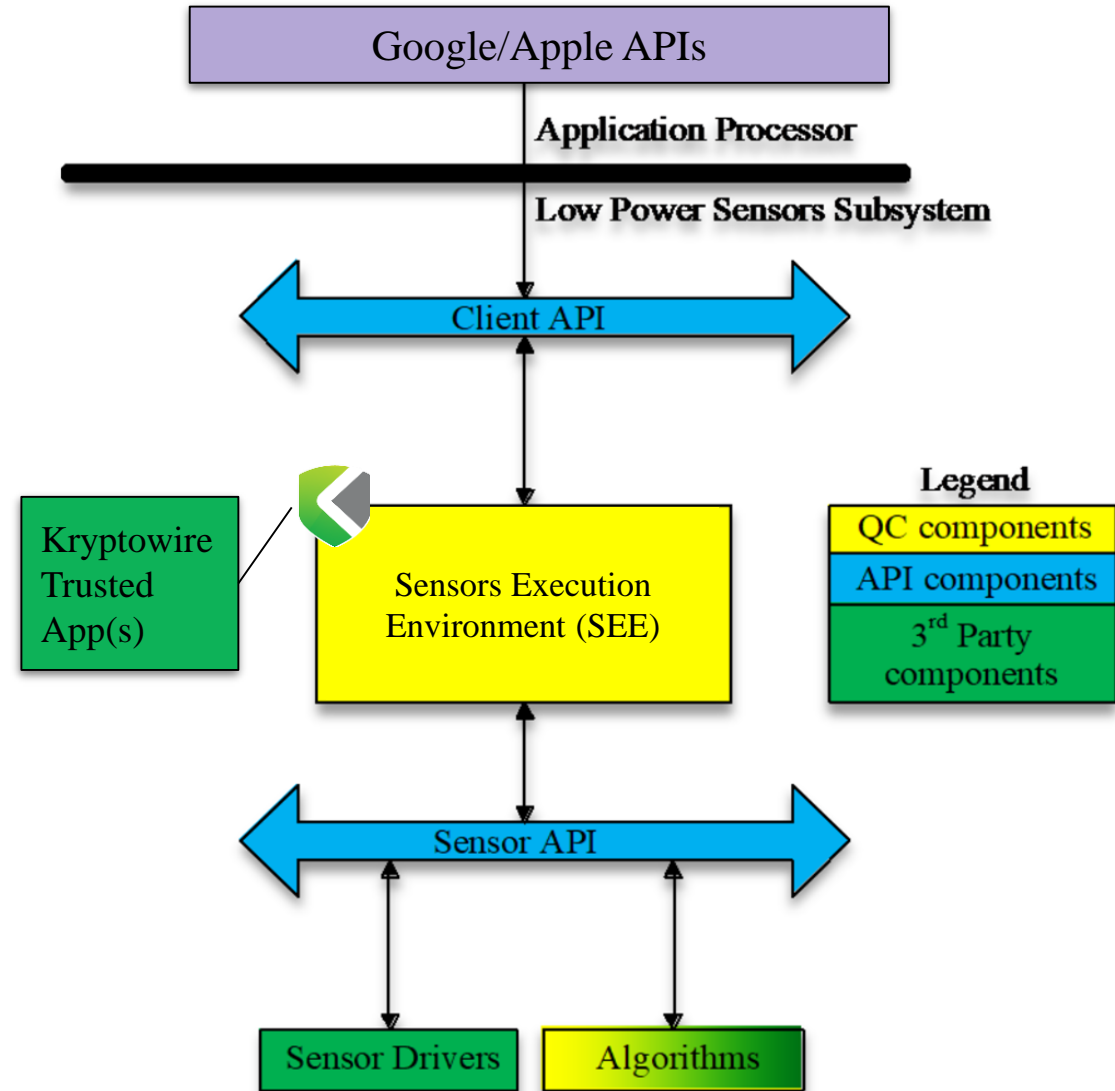 Google/Apple APIs
Application Processor
Low Power Sensors Subsystem
Client API
Kryptowire
Trusted
App(s)
Sensors Execution
Environment (SEE)
Legend
QC components
API components
3rd Party
components
Sensor API
Sensor Drivers
Algorithms